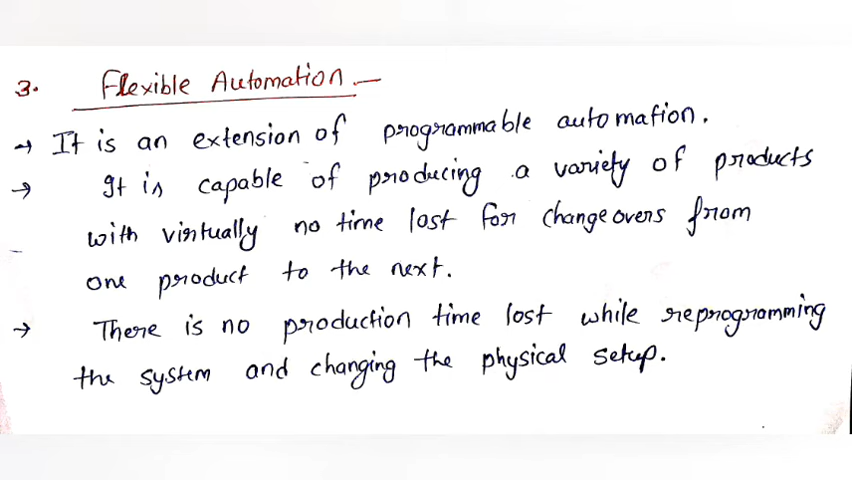 3. Flexible Automation —
→ It is an extension of programmable automation.
→ It is capable of producing a variety of products
with virtually no time lost for changeovers from
one product to the next.
→ There is no production time lost while reprogramming
the system and changing the physical setup.